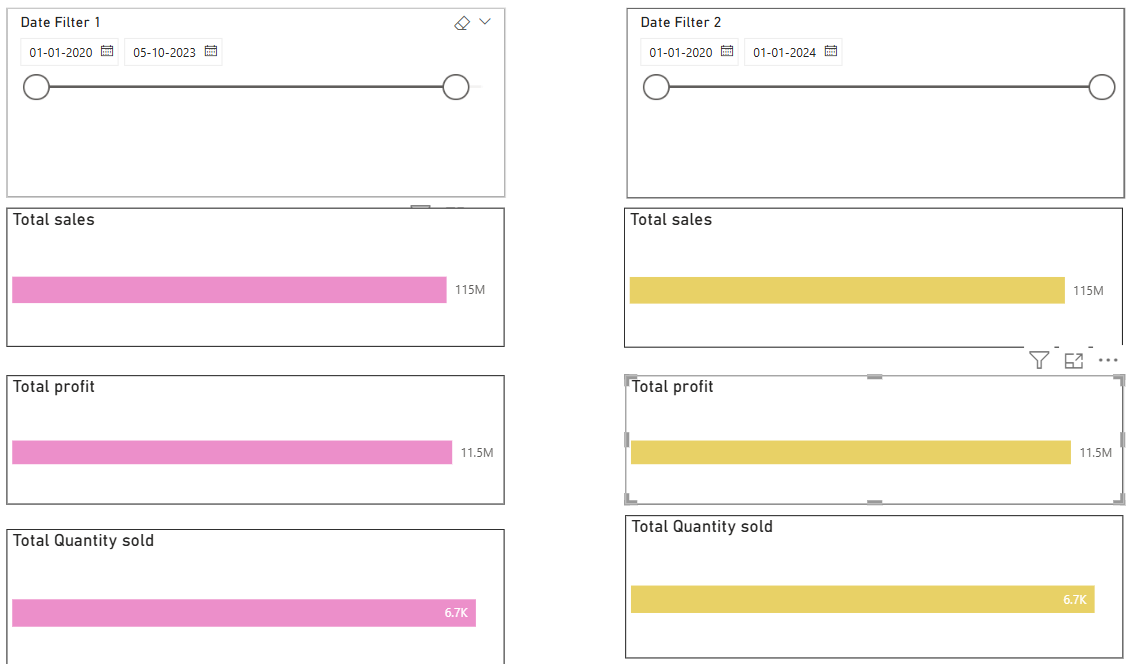 Date Filter 1
01-01-2020
05-10-2023
Total sales
115M
Total profit
11.5M
Total Quantity sold
6.7K
Date Filter 2
01-01-2020
01-01-2024
Total sales
115M
Total profit
11.5M
Total Quantity sold
6.7K